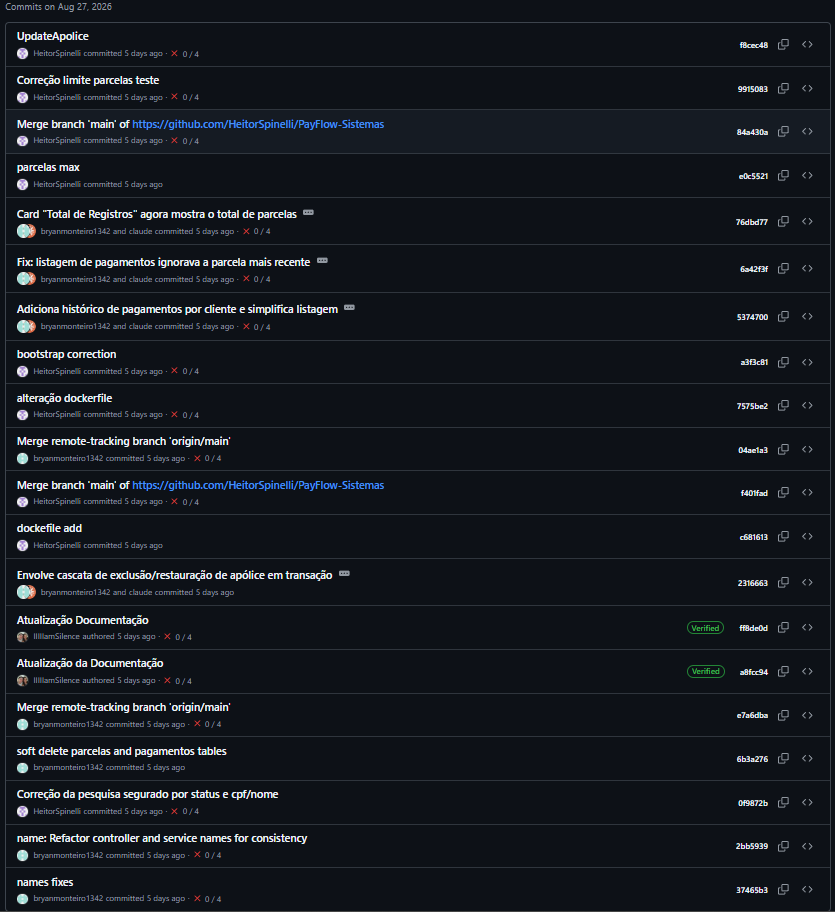 Commits on Aug 27, 2026
UpdateApolice
HeitorSpinelli committed 5 days ago · 0 / 4
f8cec48
Correção limite parcelas teste
HeitorSpinelli committed 5 days ago · 0 / 4
9915083
Merge branch 'main' of https://github.com/HeitorSpinelli/PayFlow-Sistemas
HeitorSpinelli committed 5 days ago · 0 / 4
84a430a
parcelas max
HeitorSpinelli committed 5 days ago
e0c5521
Card "Total de Registros" agora mostra o total de parcelas
bryanmonteiro1342 and claude committed 5 days ago · 0 / 4
76dbd77
Fix: listagem de pagamentos ignorava a parcela mais recente
bryanmonteiro1342 and claude committed 5 days ago · 0 / 4
6a42f3f
Adiciona histórico de pagamentos por cliente e simplifica listagem
bryanmonteiro1342 and claude committed 5 days ago · 0 / 4
5374700
bootstrap correction
HeitorSpinelli committed 5 days ago · 0 / 4
a3f3c81
alteração dockerfile
HeitorSpinelli committed 5 days ago · 0 / 4
7575be2
Merge remote-tracking branch 'origin/main'
bryanmonteiro1342 committed 5 days ago · 0 / 4
04ae1a3
Merge branch 'main' of https://github.com/HeitorSpinelli/PayFlow-Sistemas
HeitorSpinelli committed 5 days ago · 0 / 4
f401fad
dockefile add
HeitorSpinelli committed 5 days ago
c681613
Envolve cascata de exclusão/restauração de apólice em transação
bryanmonteiro1342 and claude committed 5 days ago
2316663
Atualização Documentação
authored 5 days ago · 0 / 4
Verified
ff8de0d
Atualização da Documentação
authored 5 days ago · 0 / 4
Verified
a8fcc94
Merge remote-tracking branch 'origin/main'
bryanmonteiro1342 committed 5 days ago · 0 / 4
e7a6dba
soft delete parcelas and pagamentos tables
bryanmonteiro1342 committed 5 days ago
6b3a276
Correção da pesquisa segurado por status e cpf/nome
HeitorSpinelli committed 5 days ago · 0 / 4
0f9872b
name: Refactor controller and service names for consistency
bryanmonteiro1342 committed 5 days ago · 0 / 4
2bb5939
names fixes
bryanmonteiro1342 committed 5 days ago · 0 / 4
37465b3